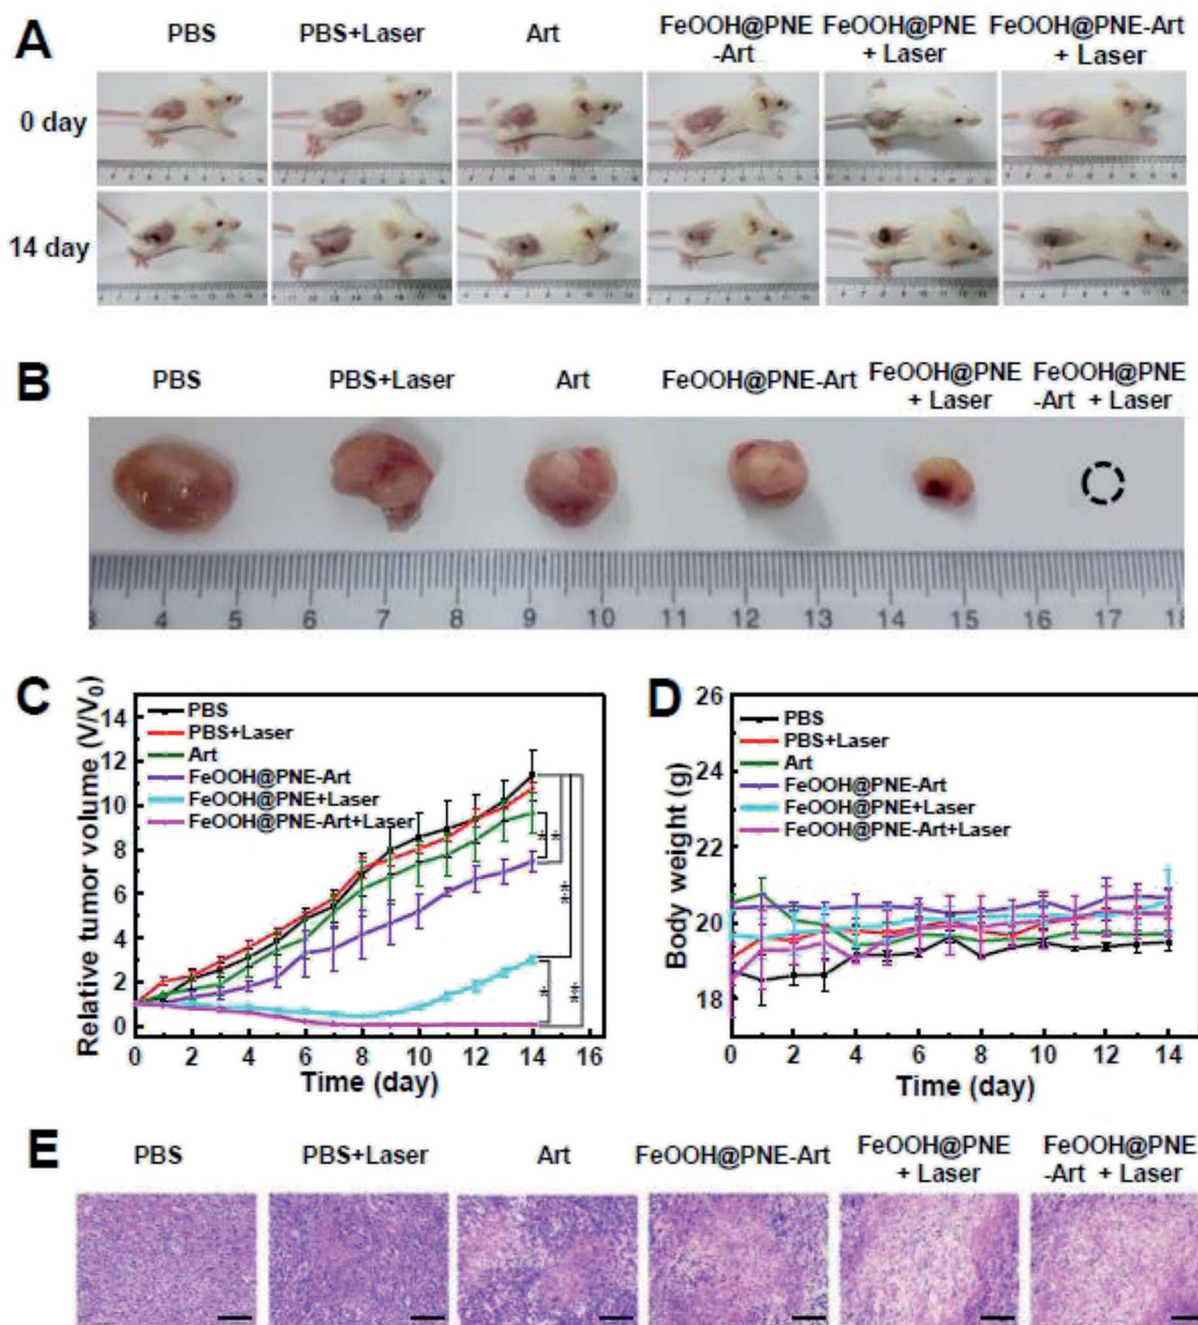 A
PBS
PBS+Laser
Art
FeOOH@PNE
-Art
FeOOH@PNE
+ Laser
FeOOH@PNE-Art
+ Laser
0 day
14 day
B
PBS
PBS+Laser
Art
FeOOH@PNE-Art
FeOOH@PNE
+ Laser
FeOOH@PNE
-Art + Laser
3 4 5 6 7 8 9 10 11 12 13 14 15 16 17 18
C
Relative tumor volume (V/V₀)
14
12
10
8
6
4
2
0
PBS
PBS+Laser
Art
FeOOH@PNE-Art
FeOOH@PNE+Laser
FeOOH@PNE-Art+Laser
*
*
**
*
**
0 2 4 6 8 10 12 14 16
Time (day)
D
Body weight (g)
26
24
22
20
18
PBS
PBS+Laser
Art
FeOOH@PNE-Art
FeOOH@PNE+Laser
FeOOH@PNE-Art+Laser
0 2 4 6 8 10 12 14
Time (day)
E
PBS
PBS+Laser
Art
FeOOH@PNE-Art
FeOOH@PNE
+ Laser
FeOOH@PNE
-Art + Laser